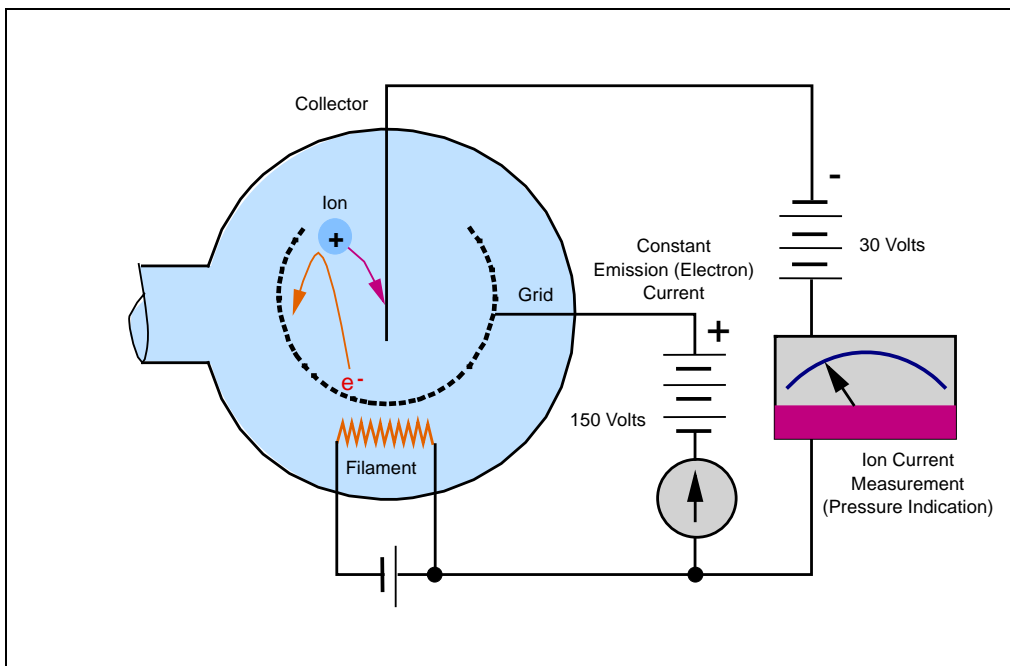 Collector
Ion
+
-
30 Volts
Constant
Emission (Electron)
Current
Grid
+
e-
150 Volts
Filament
Ion Current
Measurement
(Pressure Indication)